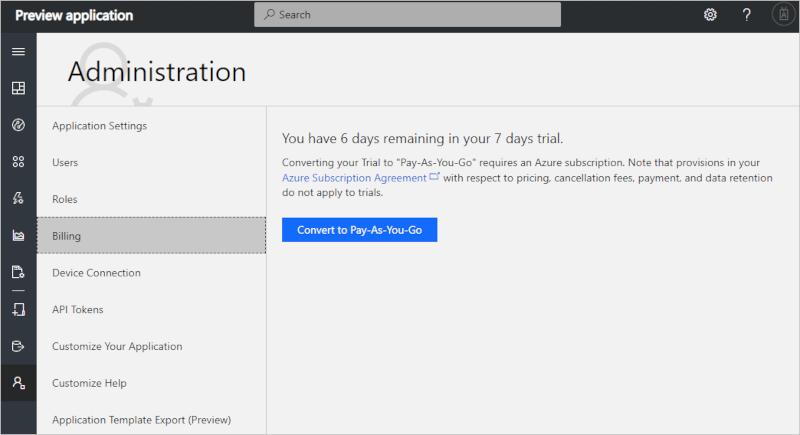 Preview application
Search
?
Administration
Application Settings
Users
Roles
Billing
Device Connection
API Tokens
Customize Your Application
Customize Help
Application Template Export (Preview)
You have 6 days remaining in your 7 days trial.
Converting your Trial to "Pay-As-You-Go" requires an Azure subscription. Note that provisions in your
Azure Subscription Agreement with respect to pricing, cancellation fees, payment, and data retention
do not apply to trials.
Convert to Pay-As-You-Go